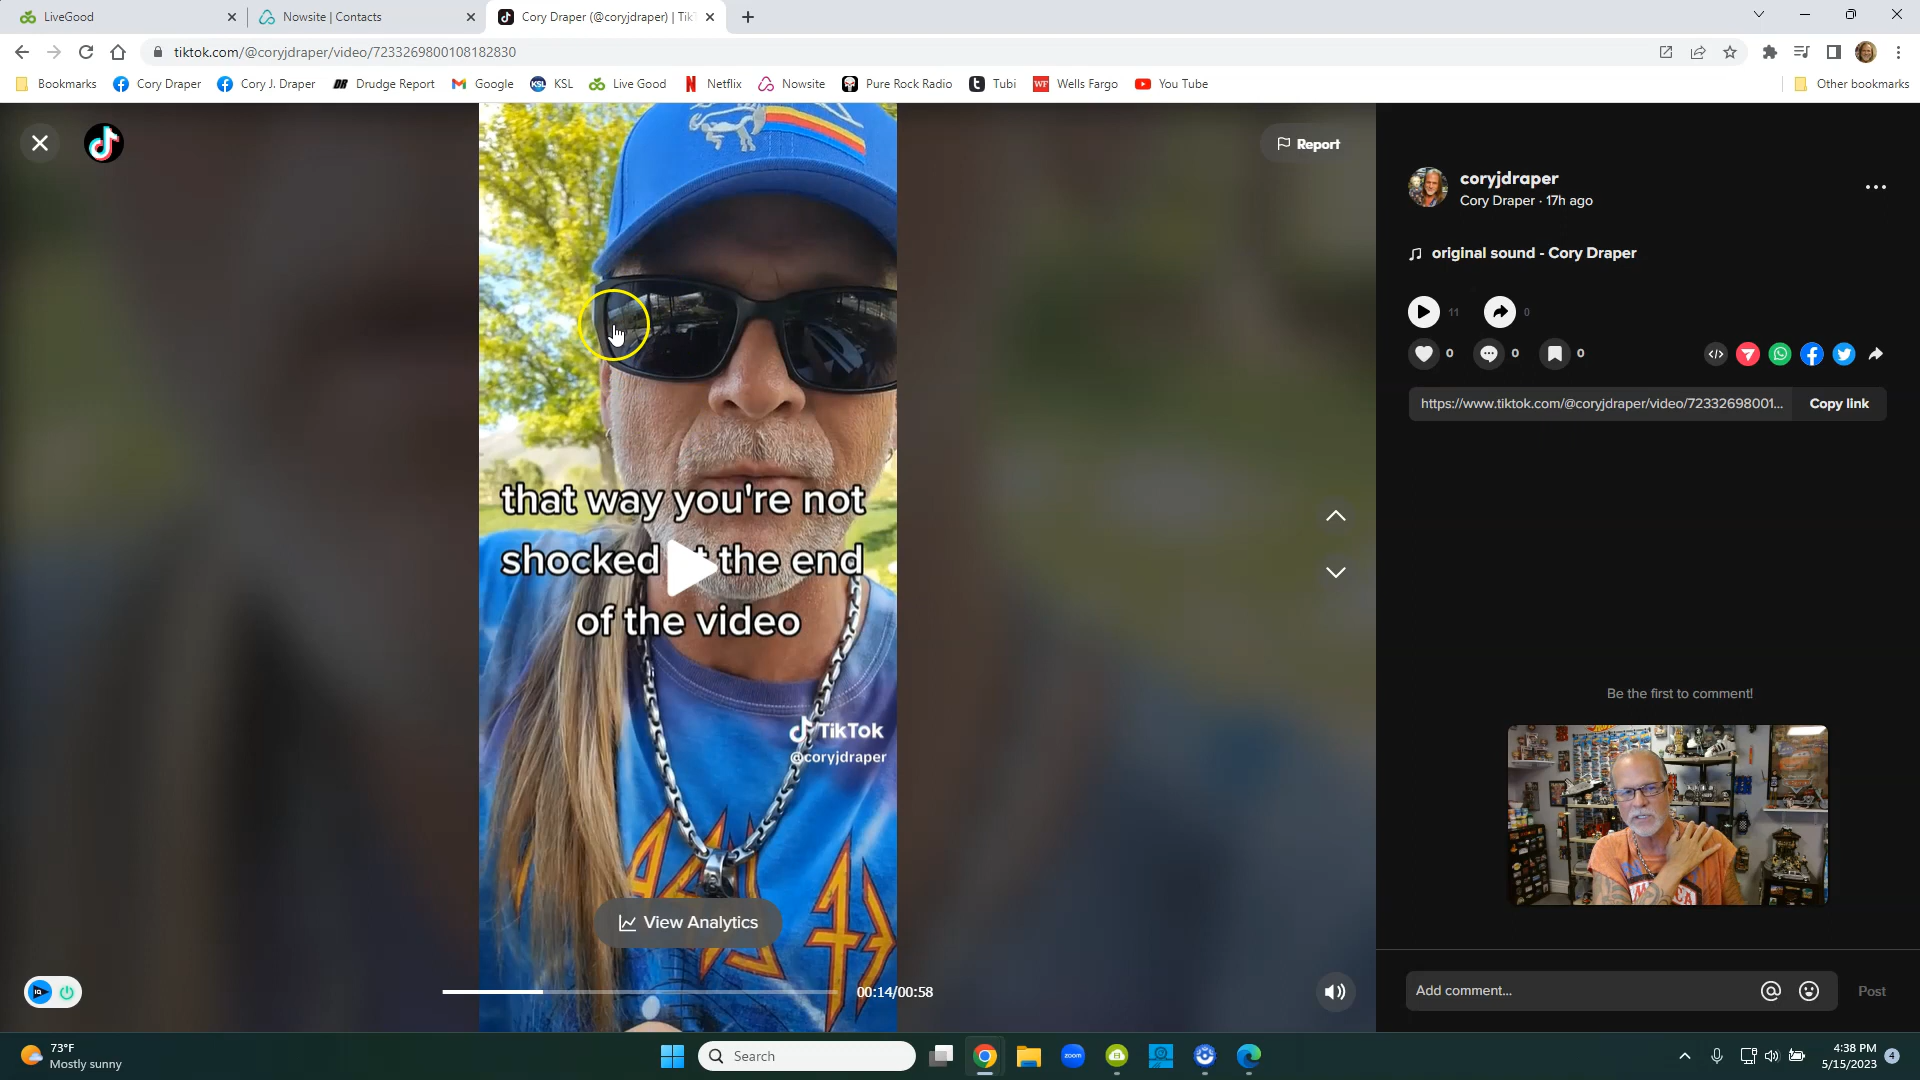 LiveGood
Nowsite | Contacts
Cory Draper (@coryjdraper) | Tik
tiktok.com/@coryjdraper/video/7233269800108182830
Bookmarks
Cory Draper
Cory J. Draper
DR Drudge Report
Google
KSL KSL
Live Good
Netflix
Nowsite
Pure Rock Radio
Tubi
WF Wells Fargo
You Tube
Other bookmarks
Report
that way you're not
shocked the end
of the video
TikTok
@coryjdraper
View Analytics
00:14/00:58
coryjdraper
Cory Draper · 17h ago
original sound - Cory Draper
11
0
0
0
0
https://www.tiktok.com/@coryjdraper/video/72332698001...
Copy link
Be the first to comment!
Add comment...
Post
73°F
Mostly sunny
Search
zoom
4:38 PM
5/15/2023
4